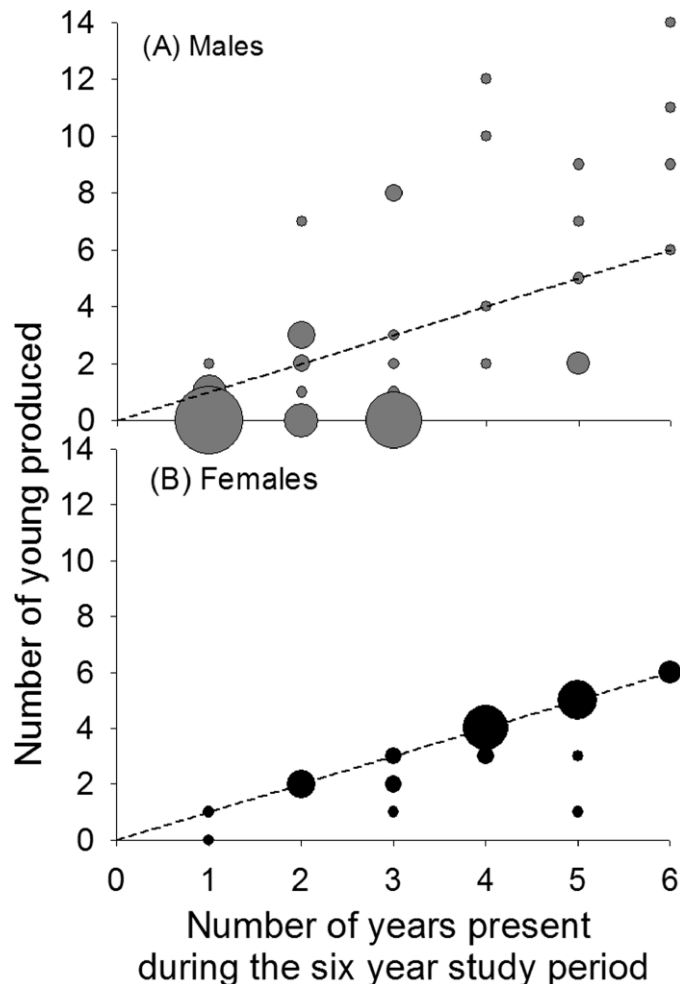 Number of young produced
14
(A) Males
12
10
8
6
4
2
0
14
(B) Females
12
10
8
6
4
2
0
0 1 2 3 4 5 6
Number of years present
during the six year study period